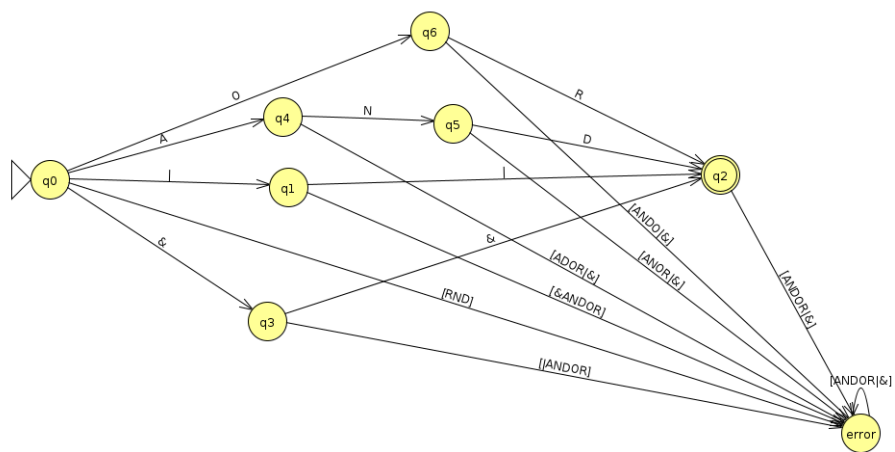 q6
O
R
q4
N
q5
A
D
q0
|
q1
|
q2
&
&
[ANDO|&]
[ANOR|&]
[ADOR|&]
[&ANDOR]
[RND]
[ANDOR|&]
q3
[|ANDOR]
[ANDOR|&]
error